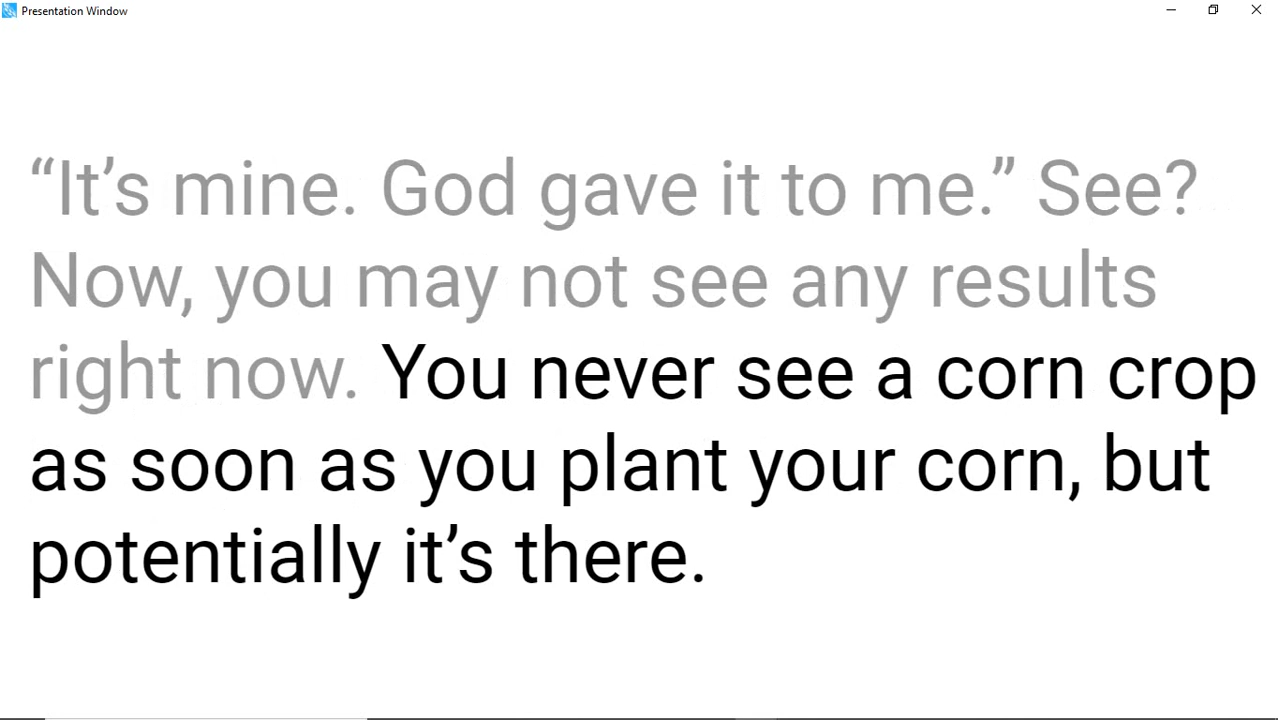 Presentation Window
“It’s mine. God gave it to me.” See?
Now, you may not see any results
right now. You never see a corn crop
as soon as you plant your corn, but
potentially it’s there.